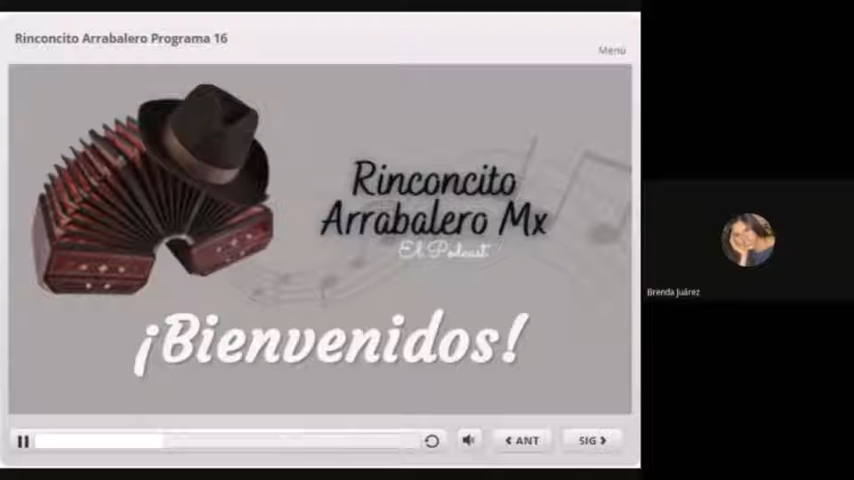 Rinconcito Arrabalero Programa 16
Menú
Rinconcito
Arrabalero Mx
El Podcast
¡Bienvenidos!
ANT
SIG
Brenda Juárez